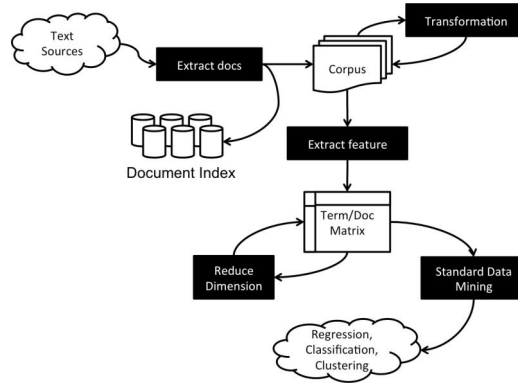 Text
Sources
Extract docs
Corpus
Transformation
Document Index
Extract feature
Term/Doc
Matrix
Reduce
Dimension
Standard Data
Mining
Regression,
Classification,
Clustering